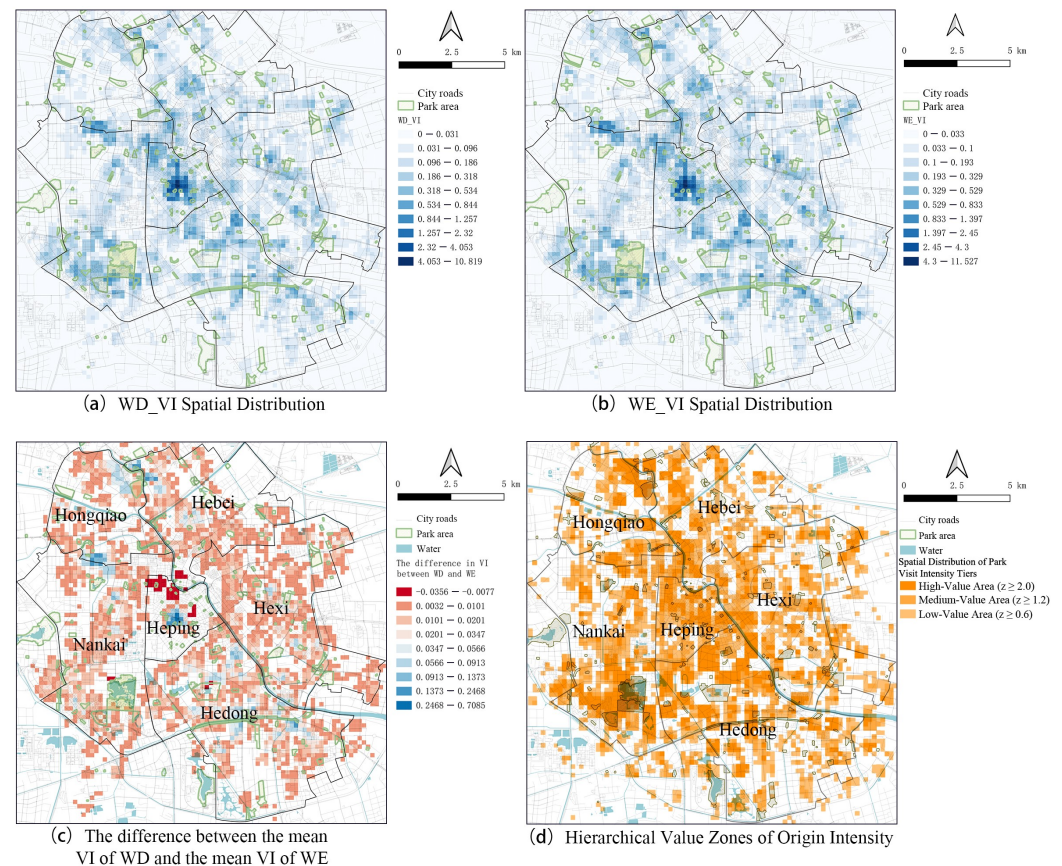 0 2.5 5 km
City roads
Park area
WD_VI
0 — 0.031
0.031 — 0.096
0.096 — 0.186
0.186 — 0.318
0.318 — 0.534
0.534 — 0.844
0.844 — 1.257
1.257 — 2.32
2.32 — 4.053
4.053 — 10.819
(a) WD_VI Spatial Distribution
0 2.5 5 km
City roads
Park area
WE_VI
0 — 0.033
0.033 — 0.1
0.1 — 0.193
0.193 — 0.329
0.329 — 0.529
0.529 — 0.833
0.833 — 1.397
1.397 — 2.45
2.45 — 4.3
4.3 — 11.527
(b) WE_VI Spatial Distribution
Hebei
Hongqiao
Hexi
Heping
Nankai
Hedong
0 2.5 5 km
City roads
Park area
Water
The difference in VI
between WD and WE
-0.0356 — -0.0077
0.0032 — 0.0101
0.0101 — 0.0201
0.0201 — 0.0347
0.0347 — 0.0566
0.0566 — 0.0913
0.0913 — 0.1373
0.1373 — 0.2468
0.2468 — 0.7085
(c) The difference between the mean
VI of WD and the mean VI of WE
Hebei
Hongqiao
Hexi
Heping
Nankai
Hedong
0 2.5 5 km
City roads
Park area
Water
Spatial Distribution of Park
Visit Intensity Tiers
High-Value Area (z ≥ 2.0)
Medium-Value Area (z ≥ 1.2)
Low-Value Area (z ≥ 0.6)
(d) Hierarchical Value Zones of Origin Intensity